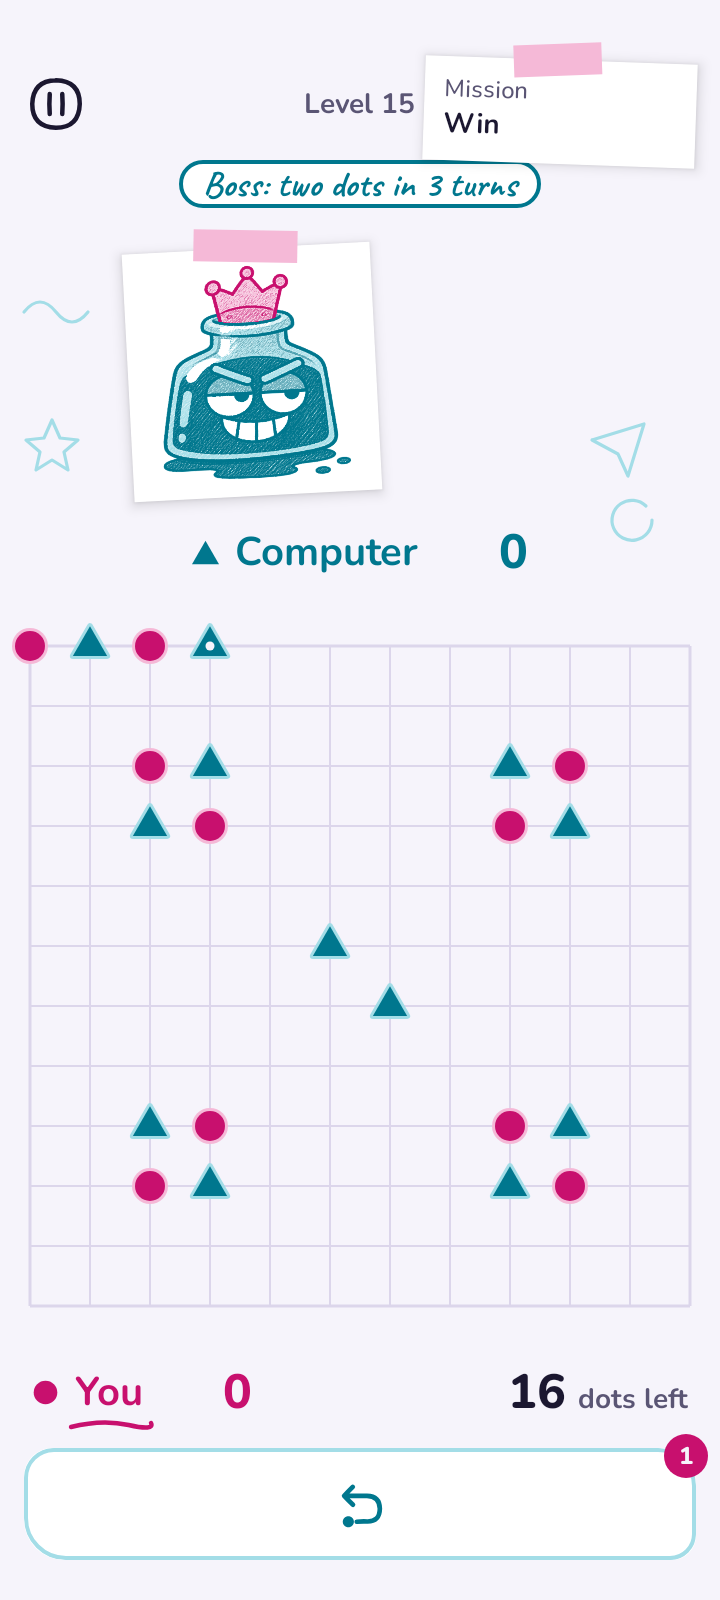 Level 15
Mission
Win
Boss: two dots in 3 turns
Computer 0
You 0
16 dots left
1